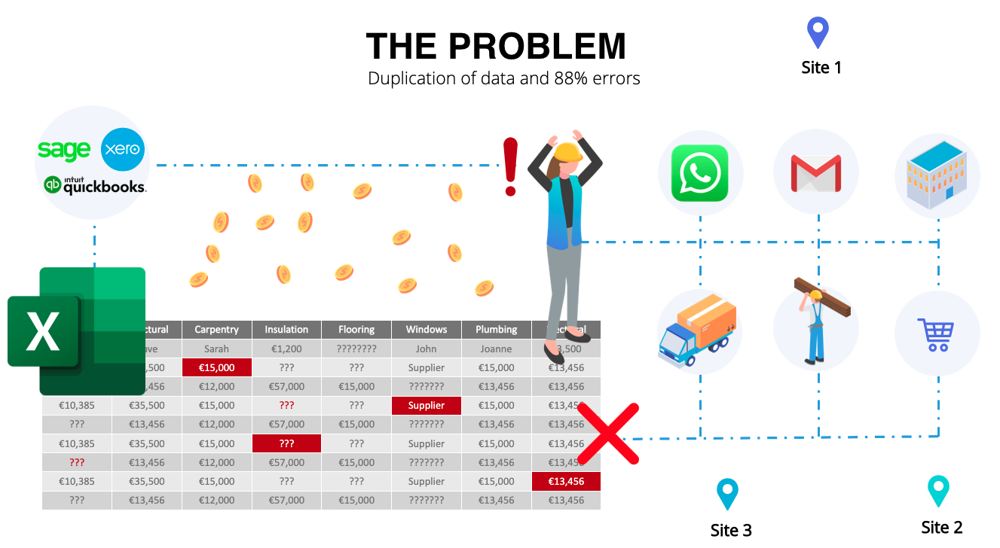 THE PROBLEM
Duplication of data and 88% errors
Site 1
sage
xero
intuit
quickbooks.
X
Carpentry Insulation Flooring Windows Plumbing
Sarah €1,200 ???????? John Joanne
€15,000 ??? ??? Supplier €15,000 €13,456
€12,000 €57,000 €15,000 ??????? €13,456 €13,456
€10,385 €35,500 €15,000 ??? ??? Supplier €15,000
??? €13,456 €12,000 €57,000 €15,000 ??????? €13,456 €13,456
€10,385 €35,500 €15,000 ??? ??? Supplier €15,000 €13,456
??? €13,456 €12,000 €57,000 €15,000 ??????? €13,456
€10,385 €35,500 €15,000 ??? ??? Supplier €15,000 €13,456
??? €13,456 €12,000 €57,000 €15,000 ??????? €13,456 €13,456
Site 3
Site 2